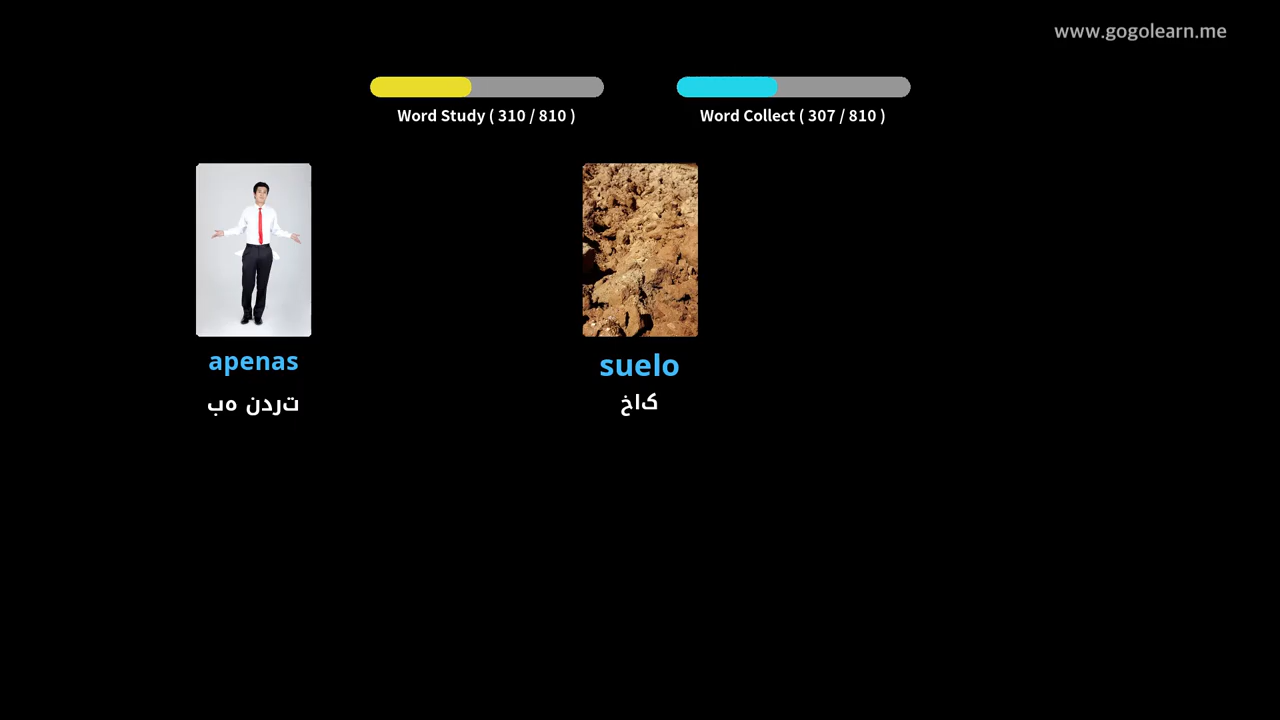 www.gogolearn.me
Word Study ( 310 / 810 )
Word Collect ( 307 / 810 )
apenas
تردن هب
suelo
کاخ